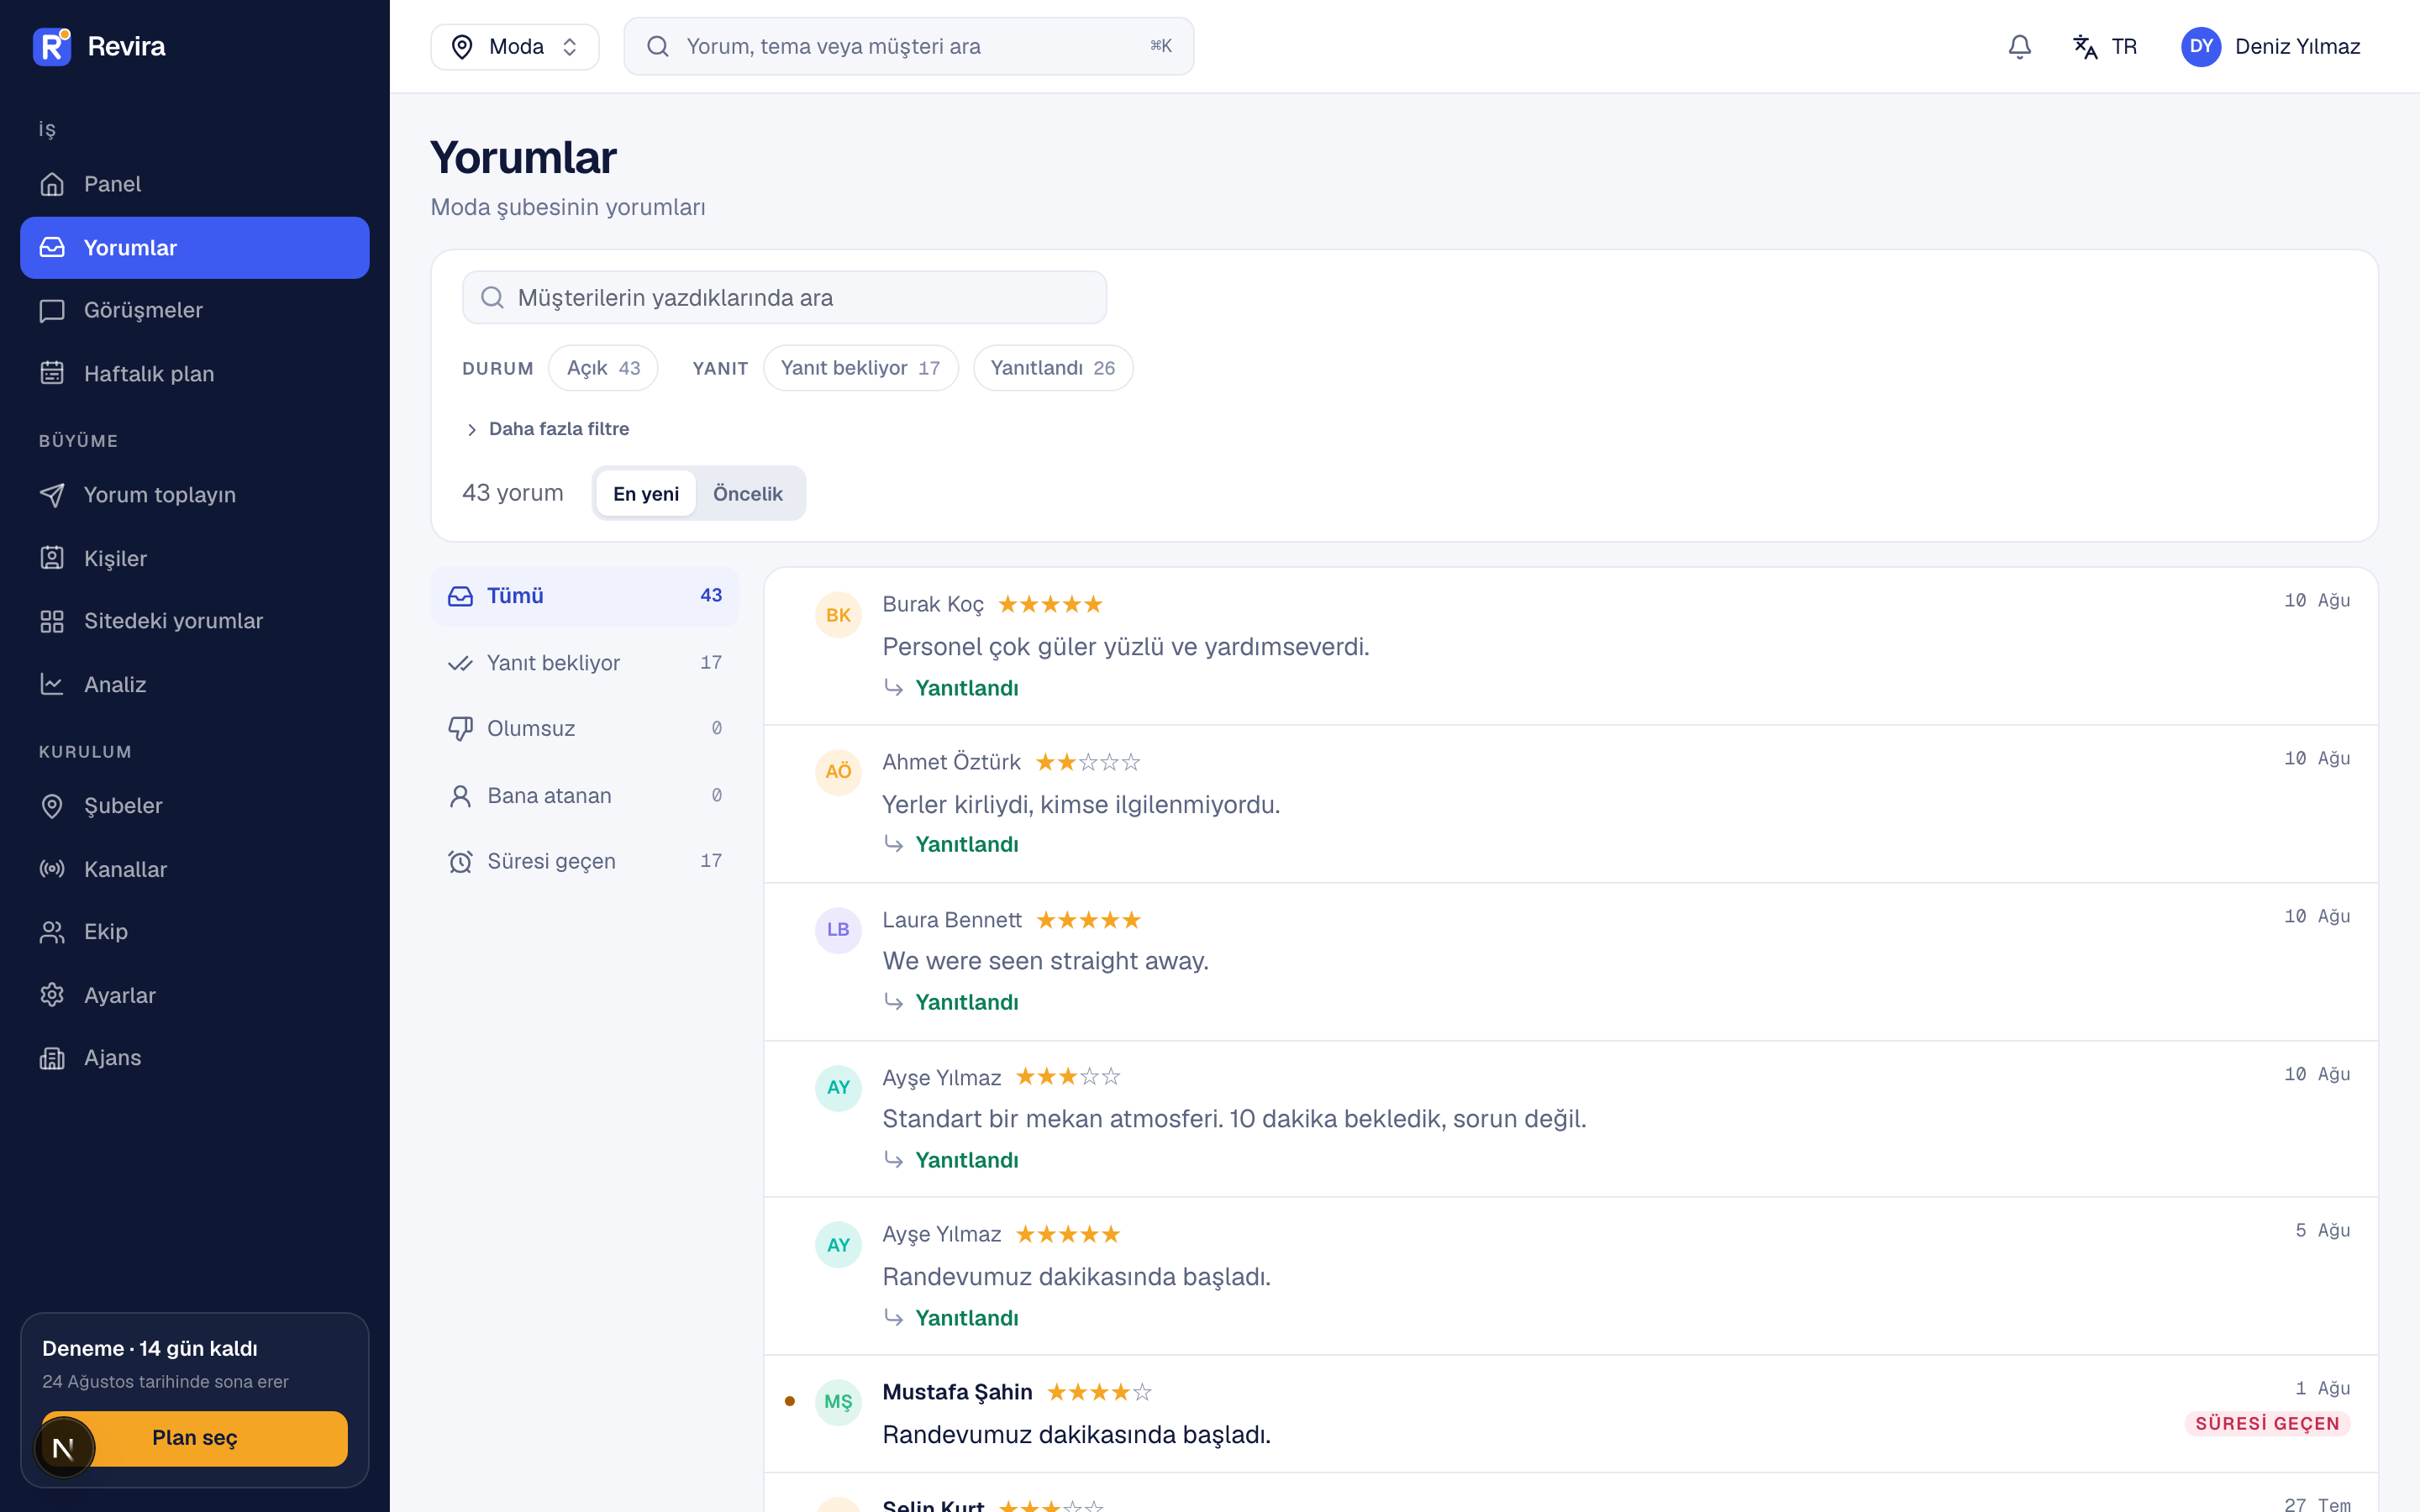 Revira
Moda
Yorum, tema veya müşteri ara
⌘K
TR
DY
Deniz Yılmaz
İŞ
Panel
Yorumlar
Görüşmeler
Haftalık plan
BÜYÜME
Yorum toplayın
Kişiler
Sitedeki yorumlar
Analiz
KURULUM
Şubeler
Kanallar
Ekip
Ayarlar
Ajans
Deneme · 14 gün kaldı
24 Ağustos tarihinde sona erer
Plan seç
Yorumlar
Moda şubesinin yorumları
Müşterilerin yazdıklarında ara
DURUM Açık 43 YANIT Yanıt bekliyor 17 Yanıtlandı 26
Daha fazla filtre
43 yorum En yeni Öncelik
Tümü 43
Yanıt bekliyor 17
Olumsuz 0
Bana atanan 0
Süresi geçen 17
BK Burak Koç ★★★★★ 10 Ağu
Personel çok güler yüzlü ve yardımseverdi.
Yanıtlandı
AÖ Ahmet Öztürk ★★☆☆☆ 10 Ağu
Yerler kirliydi, kimse ilgilenmiyordu.
Yanıtlandı
LB Laura Bennett ★★★★★ 10 Ağu
We were seen straight away.
Yanıtlandı
AY Ayşe Yılmaz ★★★☆☆ 10 Ağu
Standart bir mekan atmosferi. 10 dakika bekledik, sorun değil.
Yanıtlandı
AY Ayşe Yılmaz ★★★★★ 5 Ağu
Randevumuz dakikasında başladı.
Yanıtlandı
MŞ Mustafa Şahin ★★★★☆ 1 Ağu
Randevumuz dakikasında başladı.
SÜRESİ GEÇEN
Selin Kurt ★★★☆☆ 27 Tem